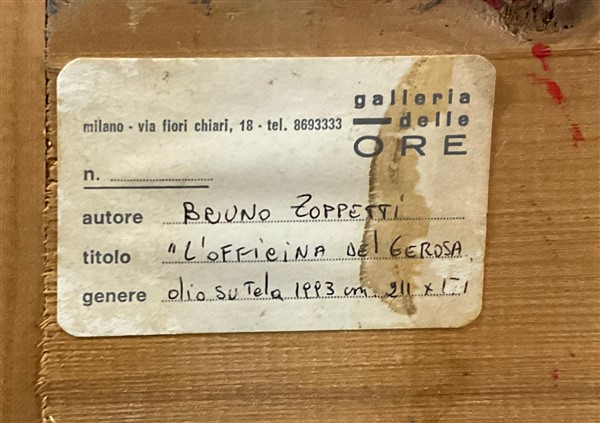 galleria
delle
ORE
milano - via fiori chiari, 18 - tel. 8693333
n.
autore BRUNO ZOPPETTI
titolo "L'OFFICINA DEL GEROSA
genere olio su Tela 1993 cm. 211 x